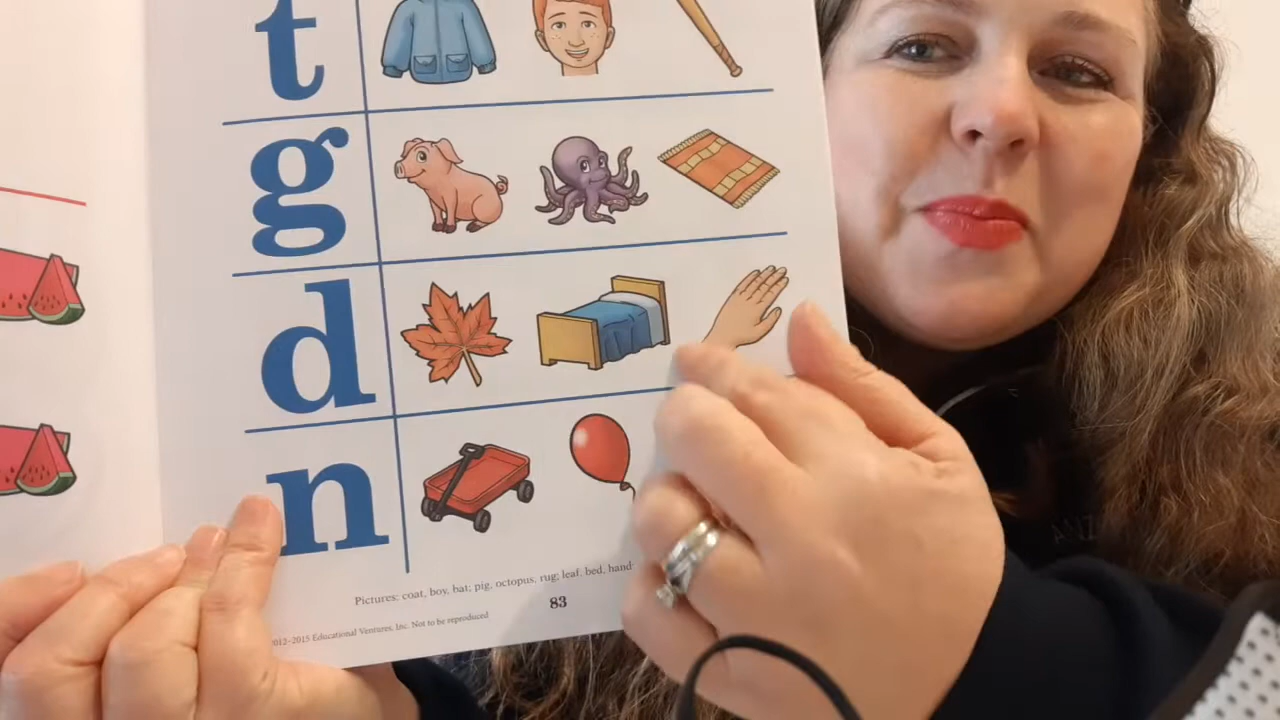 t
g
d
n
Pictures: coat, boy, bat; pig, octopus, rug; leaf, bed, hand
2012–2015 Educational Ventures, Inc. Not to be reproduced
83